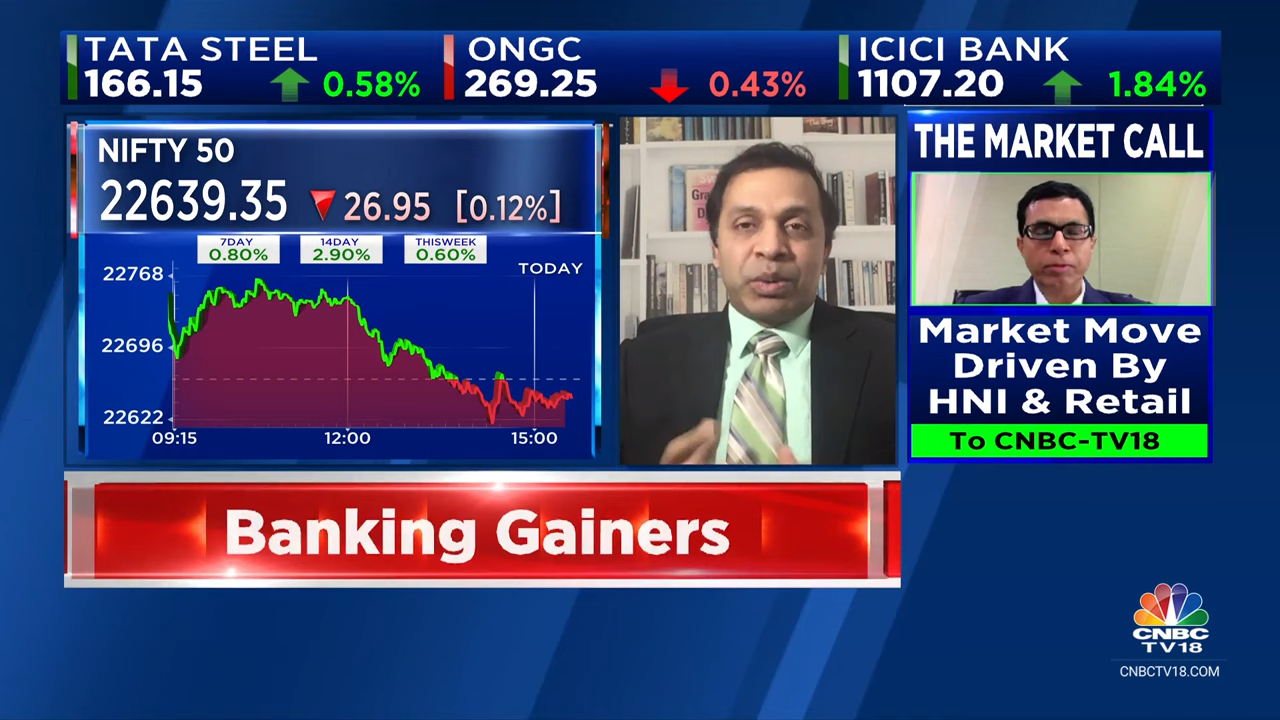 TATA STEEL
166.15 0.58%
ONGC
269.25 0.43%
ICICI BANK
1107.20 1.84%
NIFTY 50
22639.35 26.95 [0.12%]
7DAY
0.80%
14DAY
2.90%
THISWEEK
0.60%
TODAY
22768
22696
22622
09:15 12:00 15:00
THE MARKET CALL
Market Move
Driven By
HNI & Retail
To CNBC-TV18
Banking Gainers
CNBC
TV18
CNBCTV18.COM